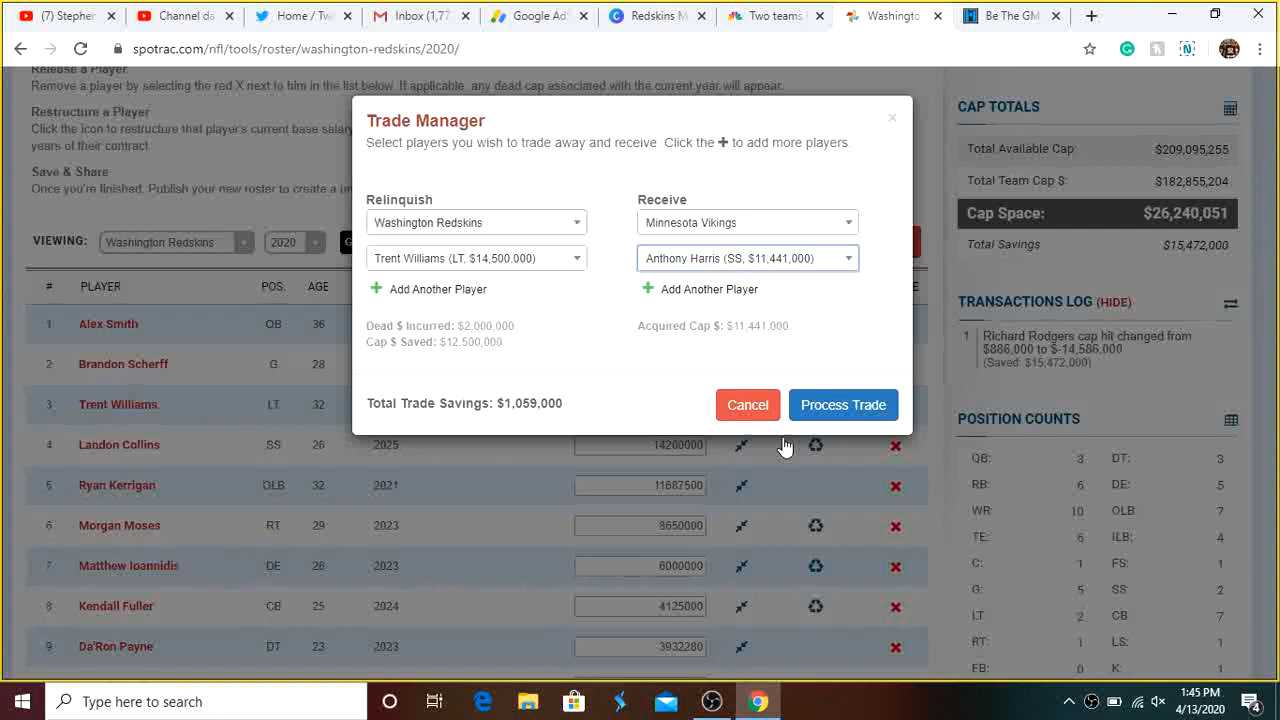 (7) Stepher
Channel da
Home / Tw
Inbox (1,77
Google Ad
Redskins M
Two teams
Washingto
Be The GM
spotrac.com/nfl/tools/roster/washington-redskins/2020/
Release a Player
Remove a player by selecting the red X next to him in the list below. If applicable, any dead cap associated with the current year will appear.
Restructure a Player
Click the icon to restructure that player's current base salary
years of their contract.
Save & Share
Once you're finished. Publish your new roster to create a
VIEWING:
Washington Redskins
2020
G
# PLAYER POS. AGE E
1 Alex Smith QB 36
2 Brandon Scherff G 28
3 Trent Williams LT 32
4 Landon Collins SS 26 2025 14200000
5 Ryan Kerrigan OLB 32 2021 11687500
6 Morgan Moses RT 29 2023 8650000
7 Matthew Ioannidis DE 26 2023 6000000
8 Kendall Fuller CB 25 2024 4125000
9 Da'Ron Payne DT 23 2023 3932280
Trade Manager
×
Select players you wish to trade away and receive. Click the + to add more players.
Relinquish
Washington Redskins
Trent Williams (LT, $14,500,000)
+ Add Another Player
Dead $ Incurred: $2,000,000
Cap $ Saved: $12,500,000
Receive
Minnesota Vikings
Anthony Harris (SS, $11,441,000)
+ Add Another Player
Acquired Cap $: $11,441,000
Total Trade Savings: $1,059,000
Cancel
Process Trade
CAP TOTALS
Total Available Cap: $209,095,255
Total Team Cap $: $182,855,204
Cap Space: $26,240,051
Total Savings $15,472,000
TRANSACTIONS LOG (HIDE)
1 Richard Rodgers cap hit changed from
$886,000 to $-14,586,000
(Saved: $15,472,000)
POSITION COUNTS
QB: 3 DT: 3
RB: 6 DE: 5
WR: 10 OLB: 7
TE: 6 ILB: 4
C: 1 FS: 1
G: 5 SS: 2
LT 2 CB: 7
RT: 1 LS: 1
FB: 0 K: 1
Type here to search
1:45 PM
4/13/2020
4